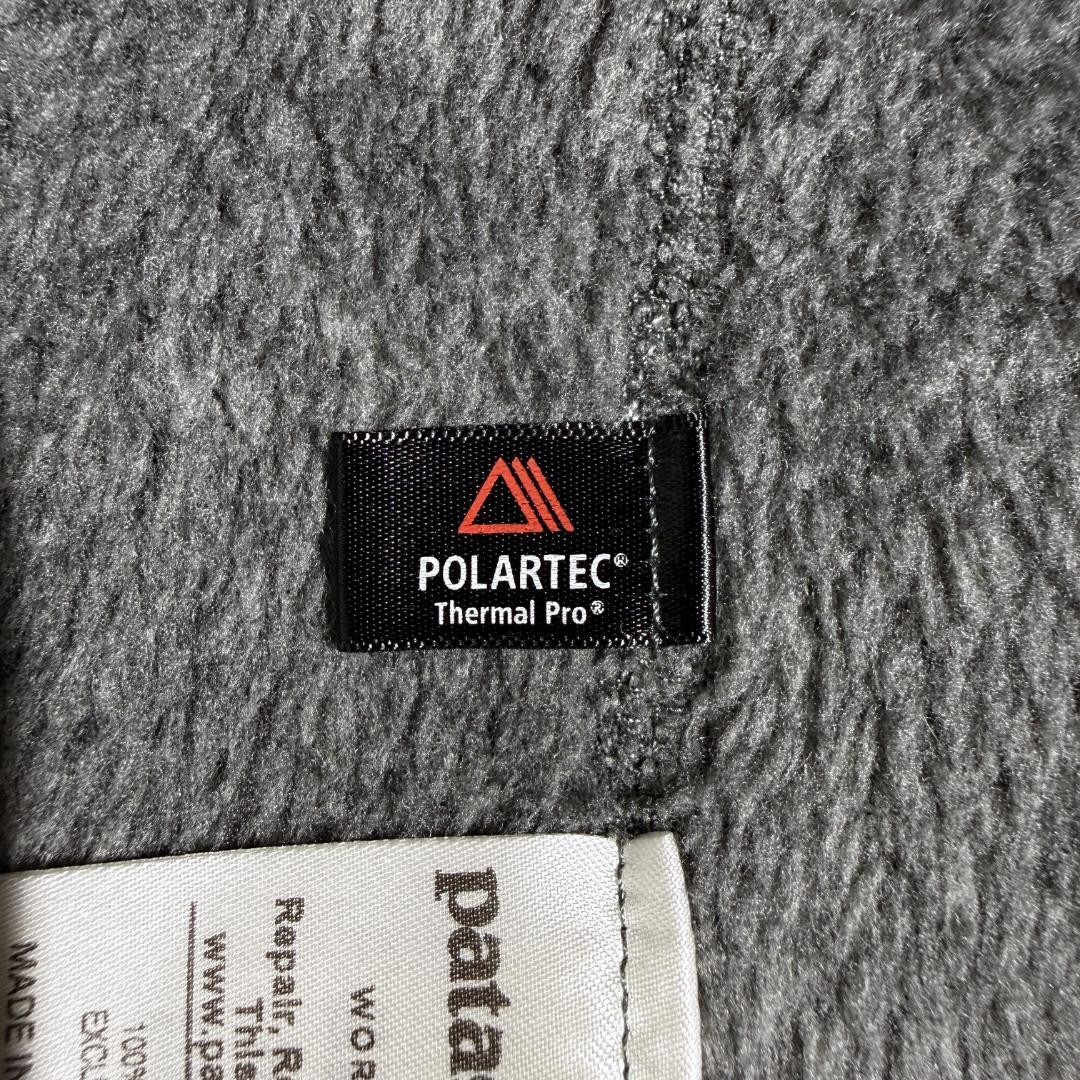 POLARTEC®
Thermal Pro®
pata
WOR
Repair, R
This
www.pa
100%
EXCL
MADE IN